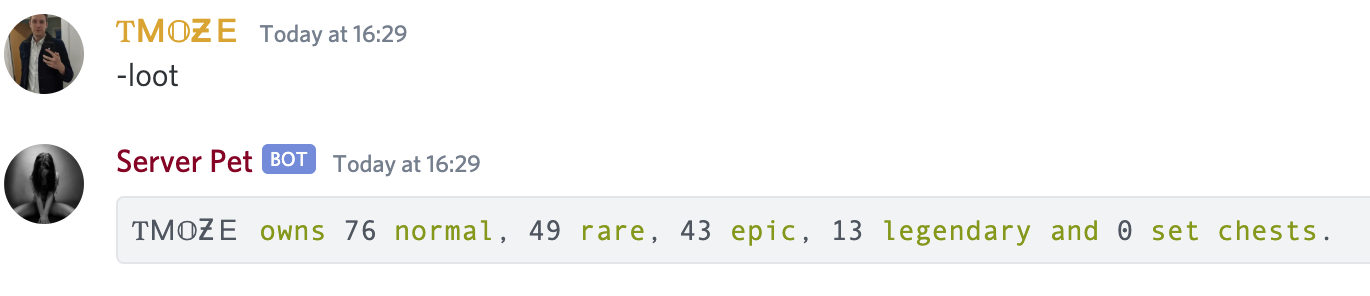 TM𝕆ƵE Today at 16:29
-loot
Server Pet BOT Today at 16:29
TM𝕆ƵE owns 76 normal, 49 rare, 43 epic, 13 legendary and 0 set chests.